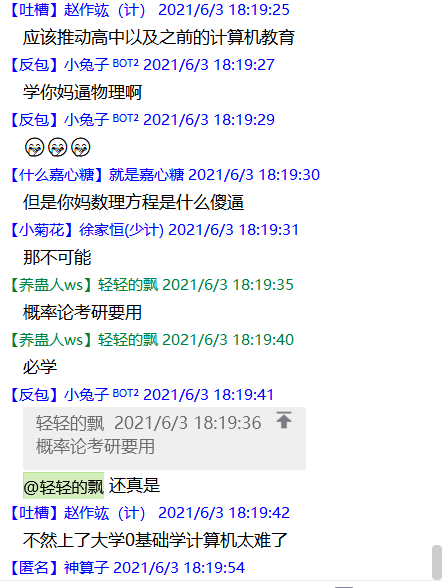 【吐槽】赵作竑（计） 2021/6/3 18:19:25
应该推动高中以及之前的计算机教育
【反包】小兔子 BOT2 2021/6/3 18:19:27
学你妈逼物理啊
【反包】小兔子 BOT2 2021/6/3 18:19:29
【什么嘉心糖】就是嘉心糖 2021/6/3 18:19:30
但是你妈数理方程是什么傻逼
【小菊花】徐家恒(少计) 2021/6/3 18:19:31
那不可能
【养蛊人ws】轻轻的飘 2021/6/3 18:19:35
概率论考研要用
【养蛊人ws】轻轻的飘 2021/6/3 18:19:40
必学
【反包】小兔子 BOT2 2021/6/3 18:19:41
轻轻的飘 2021/6/3 18:19:36
概率论考研要用
@轻轻的飘 还真是
【吐槽】赵作竑（计） 2021/6/3 18:19:42
不然上了大学0基础学计算机太难了
【匿名】神算子 2021/6/3 18:19:54